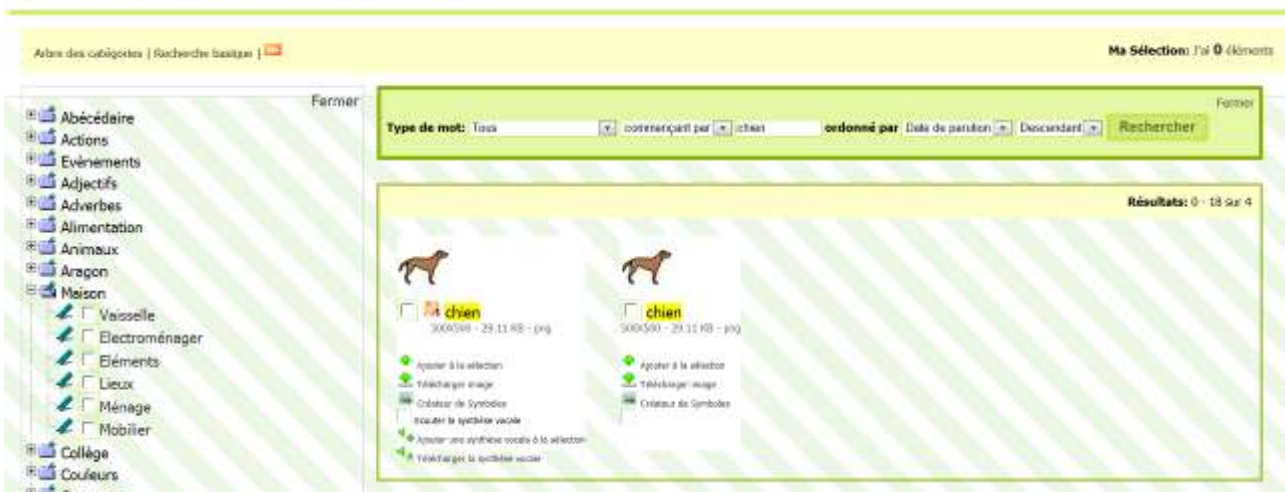 Arbre des catégories | Recherche basique |
Ma Sélection: J'ai 0 éléments
Fermer
Abécédaire
Actions
Evènements
Adjectifs
Adverbes
Alimentation
Animaux
Aragon
Maison
Vaisselle
Electroménager
Eléments
Lieux
Ménage
Mobilier
Collège
Couleurs
Fermer
Type de mot: Tous commençant par chien ordonné par Date de parution Descendant Rechercher
Résultats: 0 - 18 sur 4
chien
500X500 - 29.11 KB - png
Ajouter à la sélection
Télécharger image
Créateur de Symboles
Ecouter la synthèse vocale
Ajouter une synthèse vocale à la sélection
Télécharger la synthèse vocale
chien
500X500 - 29.11 KB - png
Ajouter à la sélection
Télécharger image
Créateur de Symboles